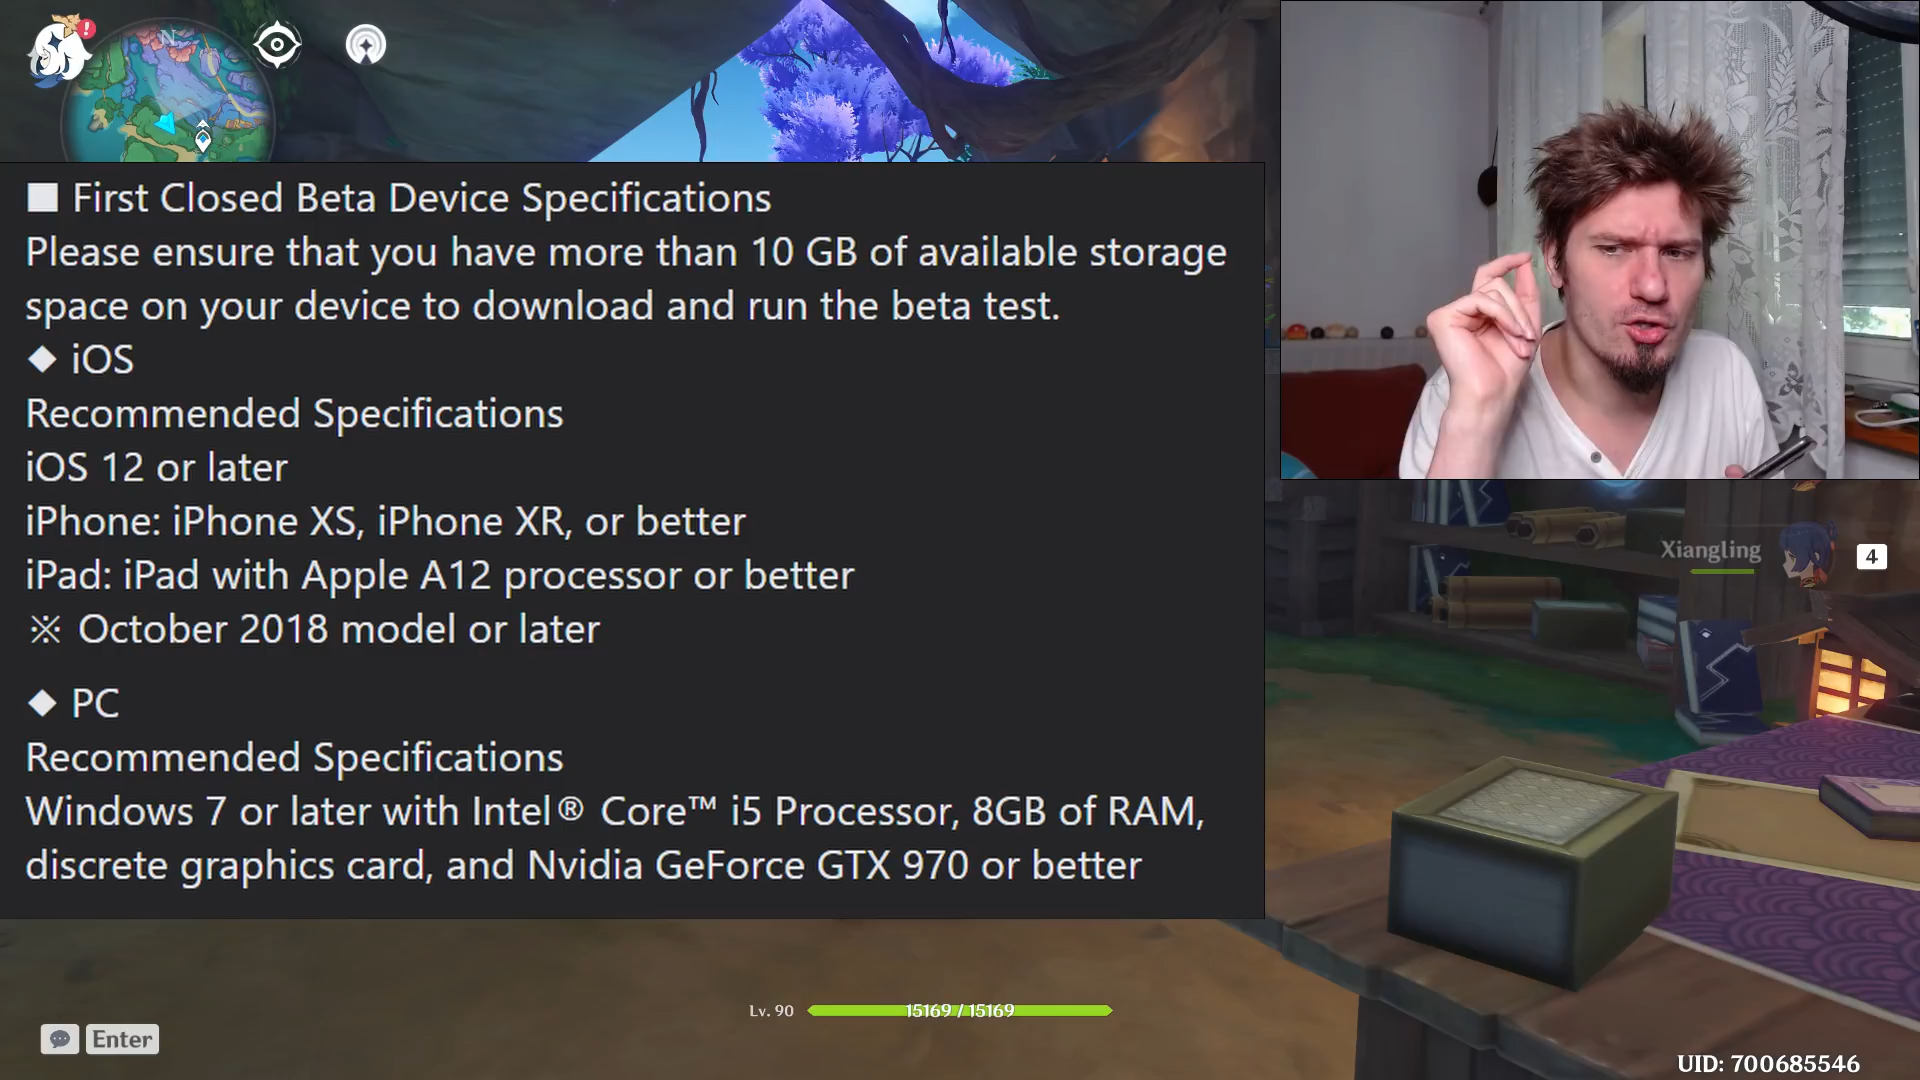 N
■ First Closed Beta Device Specifications
Please ensure that you have more than 10 GB of available storage
space on your device to download and run the beta test.
◆ iOS
Recommended Specifications
iOS 12 or later
iPhone: iPhone XS, iPhone XR, or better
iPad: iPad with Apple A12 processor or better
※ October 2018 model or later
◆ PC
Recommended Specifications
Windows 7 or later with Intel® Core™ i5 Processor, 8GB of RAM,
discrete graphics card, and Nvidia GeForce GTX 970 or better
Xiangling
4
Lv. 90
15169 / 15169
Enter
UID: 700685546